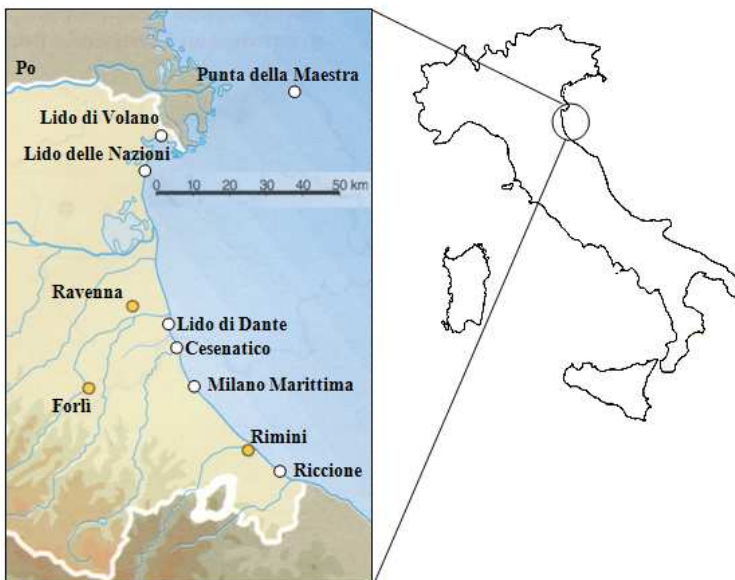 Po
Punta della Maestra
Lido di Volano
Lido delle Nazioni
0 10 20 30 40 50 km
Ravenna
Lido di Dante
Cesenatico
Milano Marittima
Forlì
Rimini
Riccione